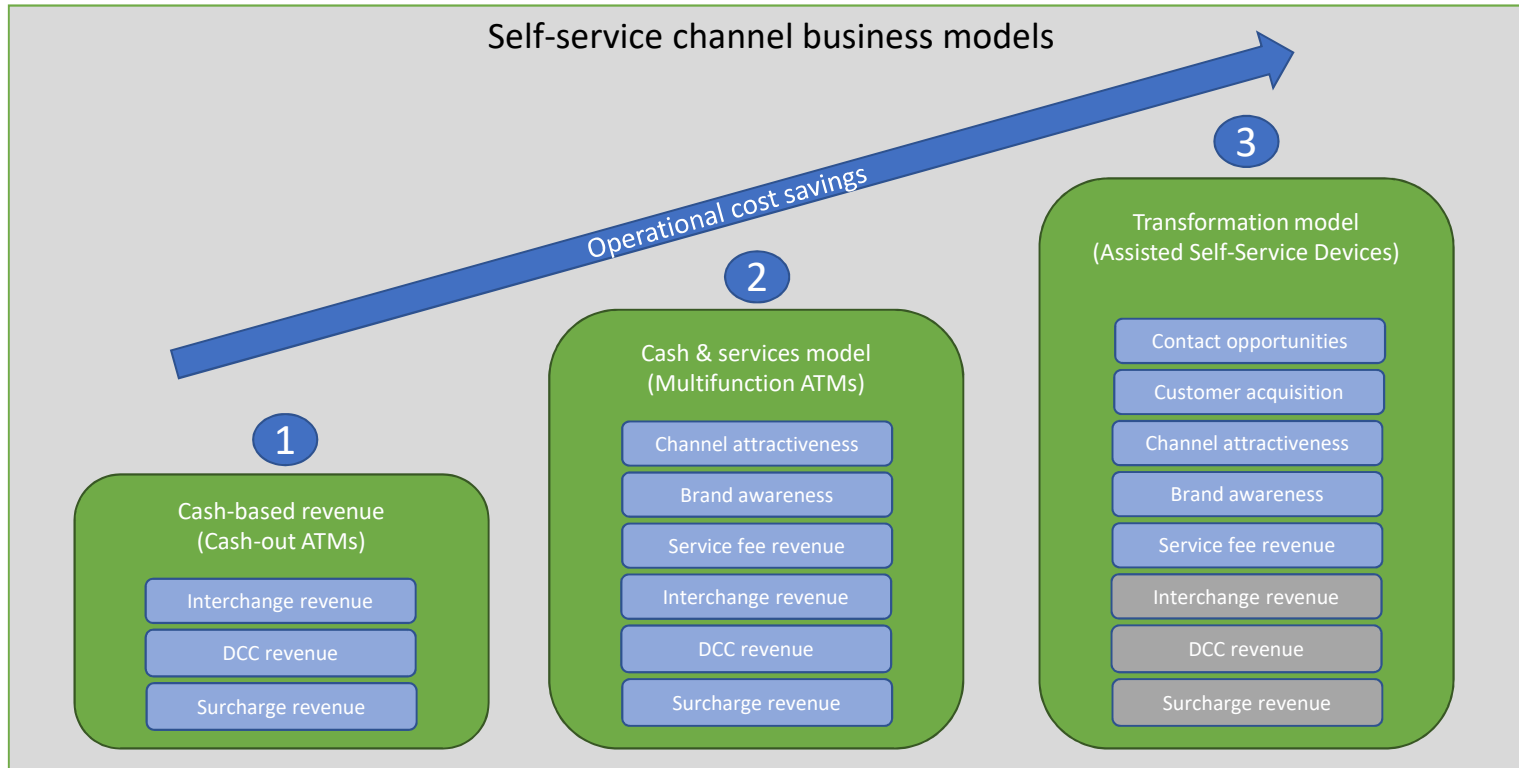 Self-service channel business models
Operational cost savings
1
Cash-based revenue
(Cash-out ATMs)
Interchange revenue
DCC revenue
Surcharge revenue
2
Cash & services model
(Multifunction ATMs)
Channel attractiveness
Brand awareness
Service fee revenue
Interchange revenue
DCC revenue
Surcharge revenue
3
Transformation model
(Assisted Self-Service Devices)
Contact opportunities
Customer acquisition
Channel attractiveness
Brand awareness
Service fee revenue
Interchange revenue
DCC revenue
Surcharge revenue